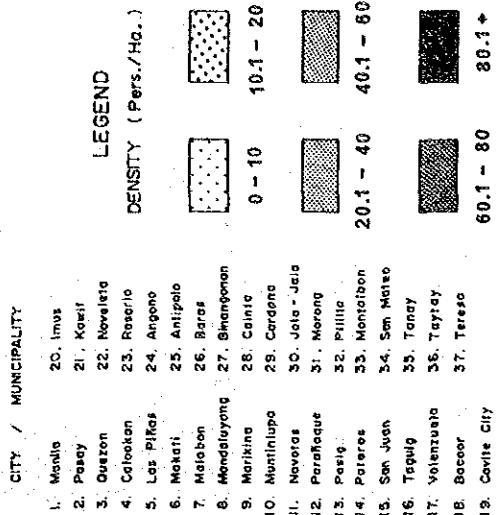 CITY / MUNICIPALITY
1. Manila
2. Pasay
3. Quezon
4. Calookan
5. Las Piñas
6. Makati
7. Malabon
8. Mandaluyong
9. Marikina
10. Muntinlupa
11. Navotas
12. Parañaque
13. Pasig
14. Pateros
15. San Juan
16. Taguig
17. Valenzuela
18. Bacoor
19. Cavite City
20. Imus
21. Kawit
22. Noveleta
23. Rosario
24. Angono
25. Antipolo
26. Baras
27. Binangonan
28. Cainta
29. Cardona
30. Jala - Jala
31. Morong
32. Pililla
33. Montalban
34. San Mateo
35. Tanay
36. Taytay
37. Teresa
LEGEND
DENSITY (Pers./Ha..)
0 - 10
10.1 - 20
20.1 - 40
40.1 - 60
60.1 - 80
80.1 +